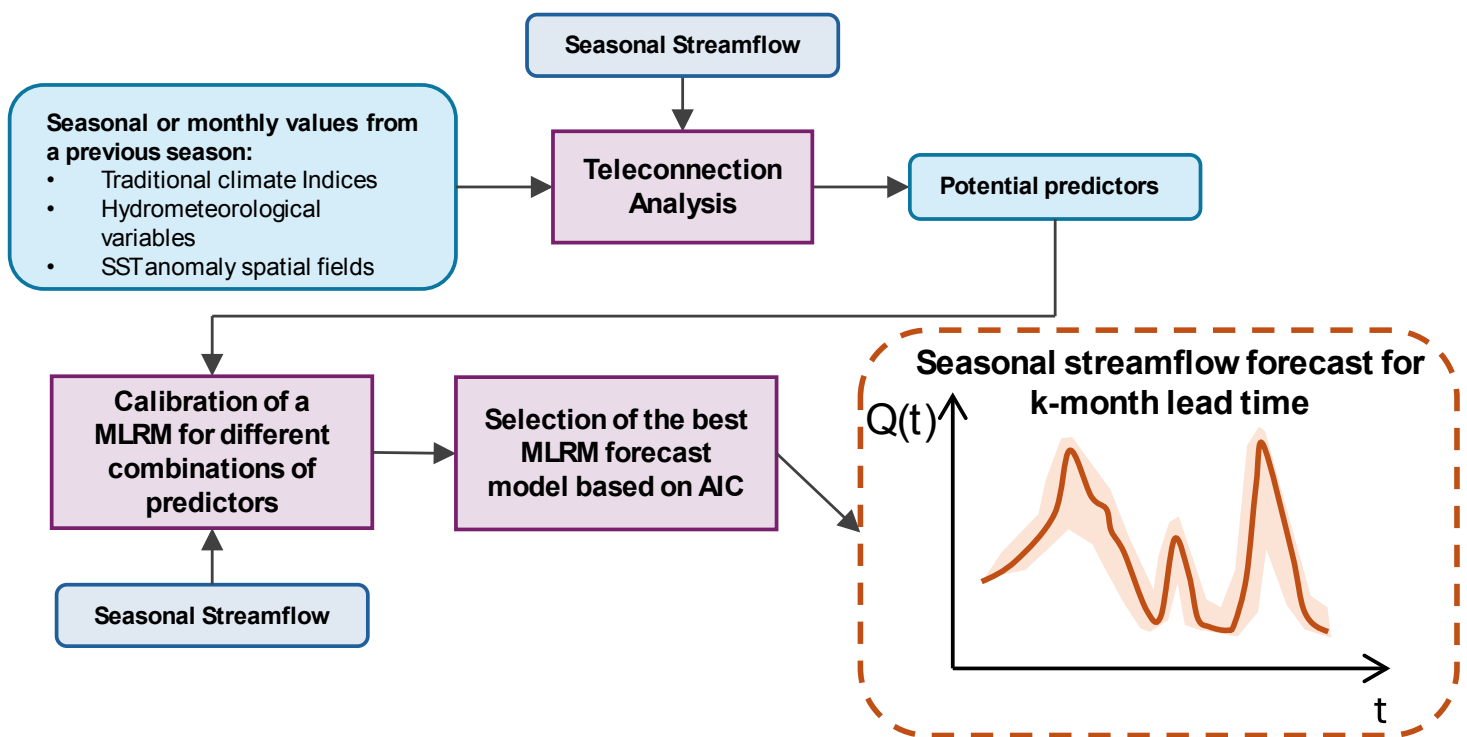 Seasonal Streamflow
Seasonal or monthly values from
a previous season:
• Traditional climate Indices
• Hydrometeorological
variables
• SSTanomaly spatial fields
Teleconnection
Analysis
Potential predictors
Calibration of a
MLRM for different
combinations of
predictors
Selection of the best
MLRM forecast
model based on AIC
Seasonal Streamflow
Seasonal streamflow forecast for
k-month lead time
Q(t)
t